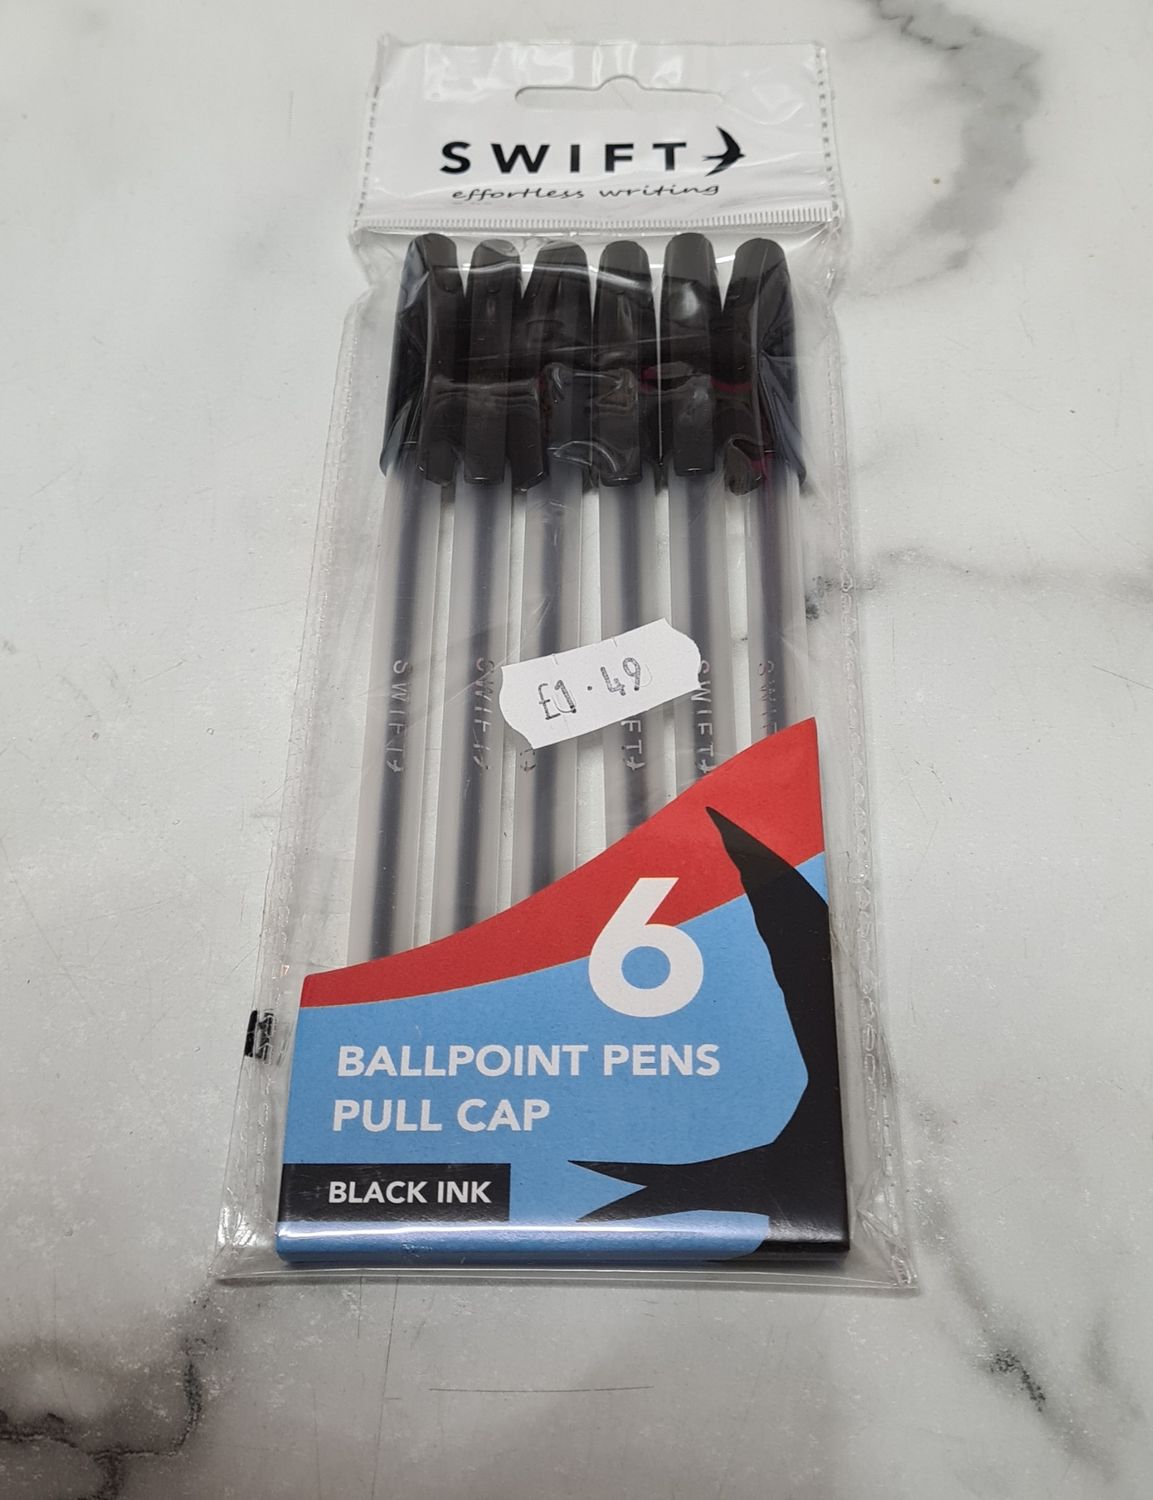 SWIFT
effortless writing
SWIFT
SWIFT
SWIFT
SWIFT
£1.49
6
BALLPOINT PENS
PULL CAP
BLACK INK